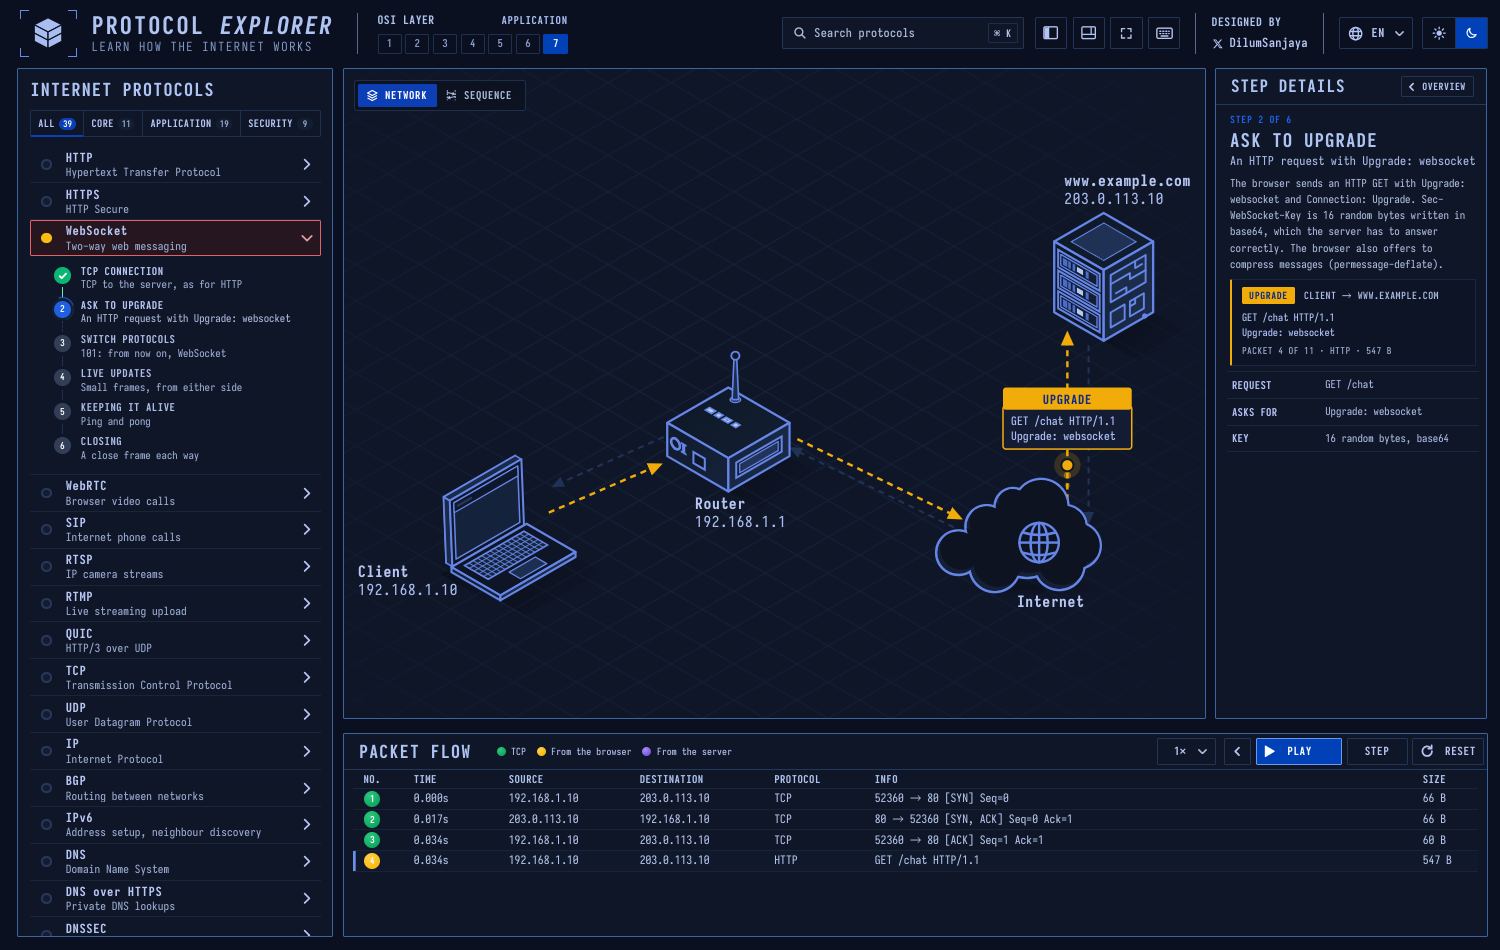 PROTOCOL EXPLORER
LEARN HOW THE INTERNET WORKS
OSI LAYER APPLICATION
1 2 3 4 5 6 7
Search protocols ⌘ K
DESIGNED BY
DilumSanjaya
EN
INTERNET PROTOCOLS
ALL 39 CORE 11 APPLICATION 19 SECURITY 9
HTTP
Hypertext Transfer Protocol
HTTPS
HTTP Secure
WebSocket
Two-way web messaging
TCP CONNECTION
TCP to the server, as for HTTP
2 ASK TO UPGRADE
An HTTP request with Upgrade: websocket
3 SWITCH PROTOCOLS
101: from now on, WebSocket
4 LIVE UPDATES
Small frames, from either side
5 KEEPING IT ALIVE
Ping and pong
6 CLOSING
A close frame each way
WebRTC
Browser video calls
SIP
Internet phone calls
RTSP
IP camera streams
RTMP
Live streaming upload
QUIC
HTTP/3 over UDP
TCP
Transmission Control Protocol
UDP
User Datagram Protocol
IP
Internet Protocol
BGP
Routing between networks
IPv6
Address setup, neighbour discovery
DNS
Domain Name System
DNS over HTTPS
Private DNS lookups
DNSSEC
NETWORK SEQUENCE
www.example.com
203.0.113.10
UPGRADE
GET /chat HTTP/1.1
Upgrade: websocket
Router
192.168.1.1
Client
192.168.1.10
Internet
STEP DETAILS OVERVIEW
STEP 2 OF 6
ASK TO UPGRADE
An HTTP request with Upgrade: websocket
The browser sends an HTTP GET with Upgrade:
websocket and Connection: Upgrade. Sec-
WebSocket-Key is 16 random bytes written in
base64, which the server has to answer
correctly. The browser also offers to
compress messages (permessage-deflate).
UPGRADE CLIENT → WWW.EXAMPLE.COM
GET /chat HTTP/1.1
Upgrade: websocket
PACKET 4 OF 11 · HTTP · 547 B
REQUEST GET /chat
ASKS FOR Upgrade: websocket
KEY 16 random bytes, base64
PACKET FLOW TCP From the browser From the server
1× PLAY STEP RESET
NO. TIME SOURCE DESTINATION PROTOCOL INFO SIZE
1 0.000s 192.168.1.10 203.0.113.10 TCP 52360 → 80 [SYN] Seq=0 66 B
2 0.017s 203.0.113.10 192.168.1.10 TCP 80 → 52360 [SYN, ACK] Seq=0 Ack=1 66 B
3 0.034s 192.168.1.10 203.0.113.10 TCP 52360 → 80 [ACK] Seq=1 Ack=1 60 B
4 0.034s 192.168.1.10 203.0.113.10 HTTP GET /chat HTTP/1.1 547 B